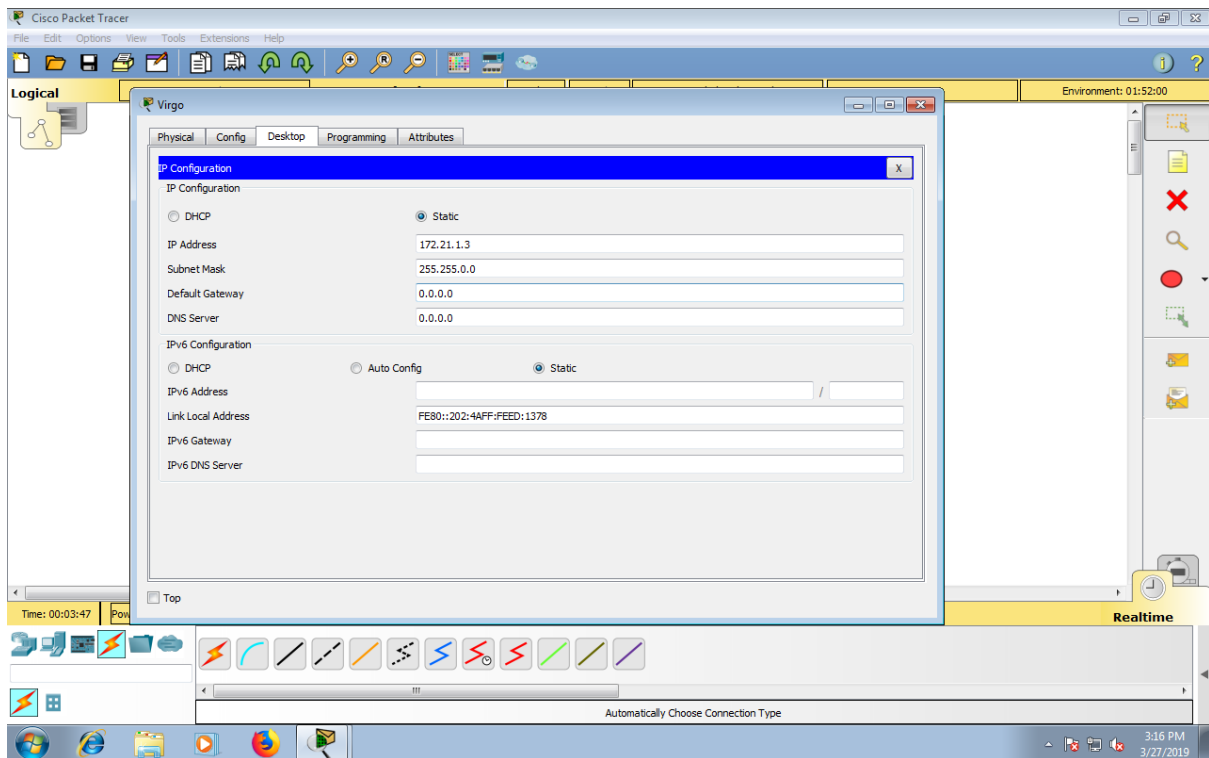 Cisco Packet Tracer
File Edit Options View Tools Extensions Help
Logical
Environment: 01:52:00
Virgo
Physical Config Desktop Programming Attributes
IP Configuration X
IP Configuration
DHCP Static
IP Address 172.21.1.3
Subnet Mask 255.255.0.0
Default Gateway 0.0.0.0
DNS Server 0.0.0.0
IPv6 Configuration
DHCP Auto Config Static
IPv6 Address /
Link Local Address FE80::202:4AFF:FEED:1378
IPv6 Gateway
IPv6 DNS Server
Top
Time: 00:03:47 Pow
Realtime
Automatically Choose Connection Type
3:16 PM
3/27/2019